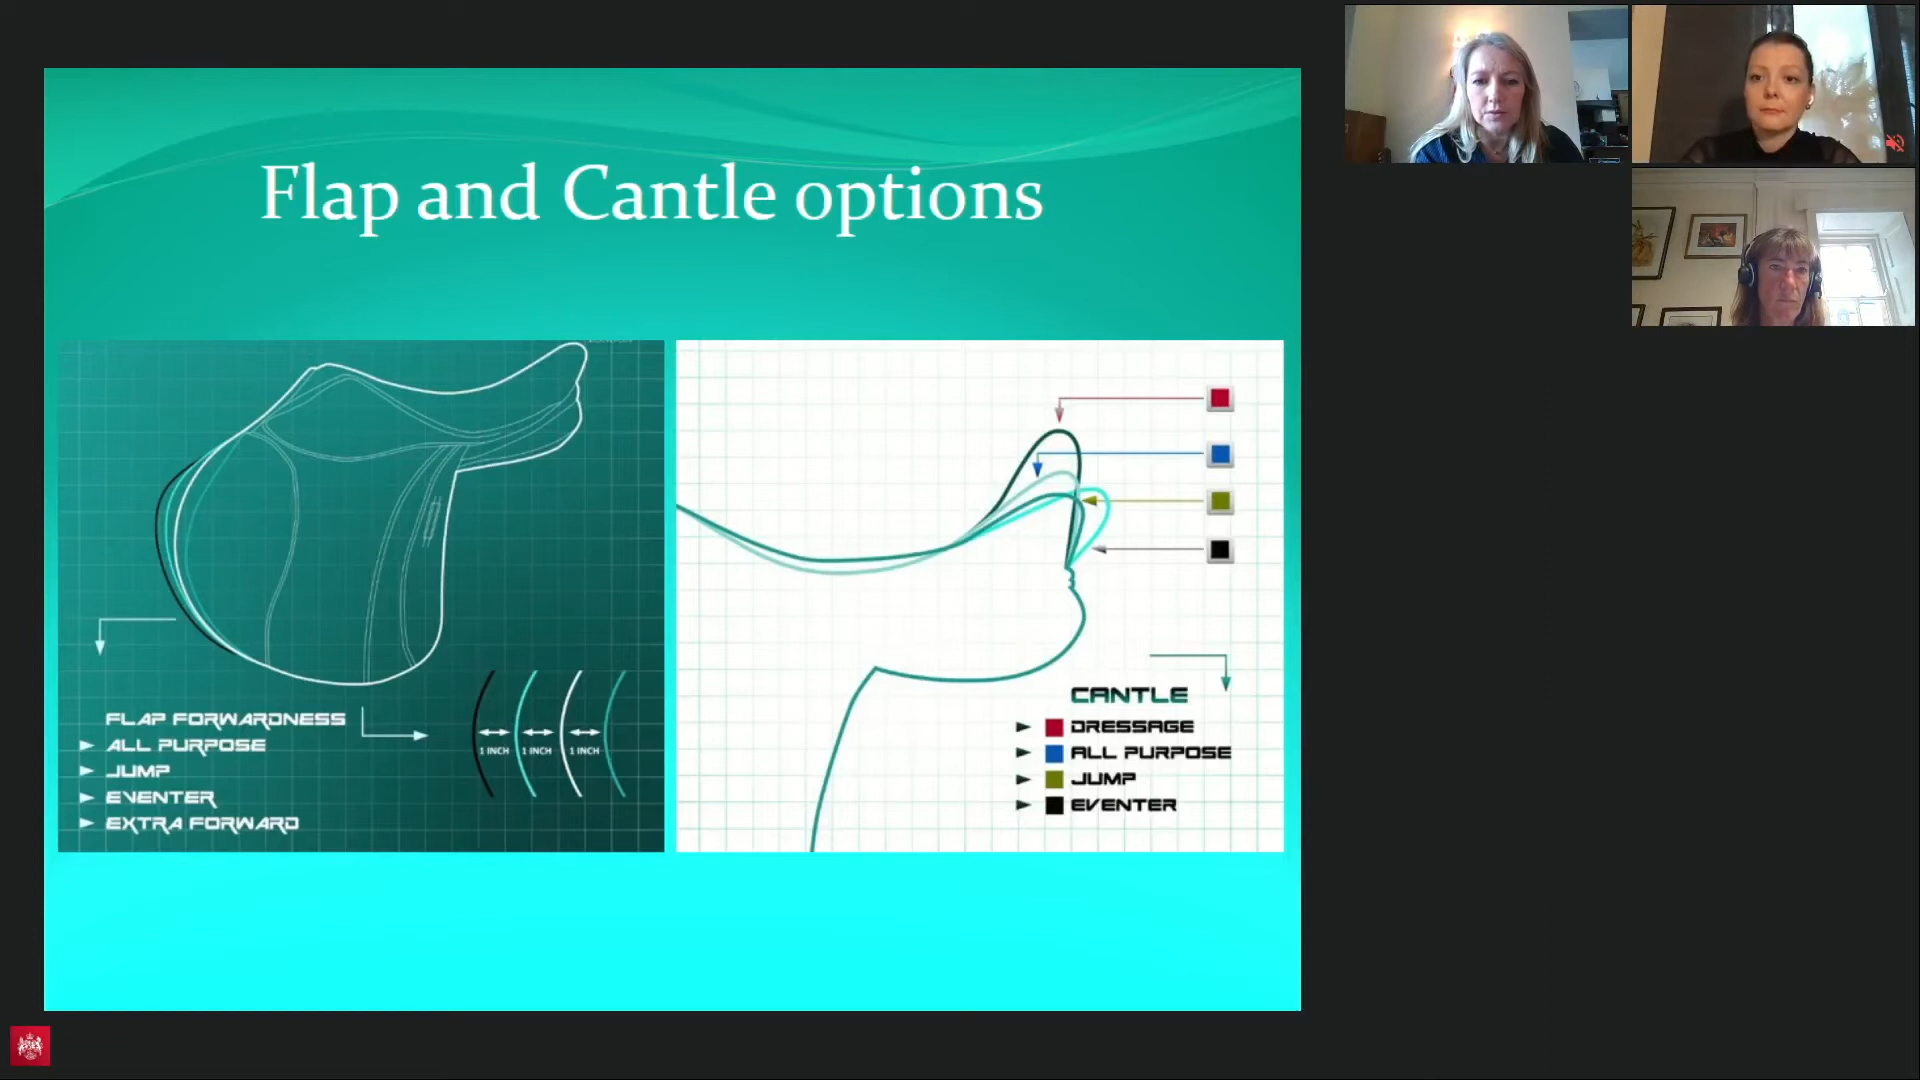 Flap and Cantle options
FLAP FORWARDNESS
ALL PURPOSE
JUMP
EVENTER
EXTRA FORWARD
1 INCH 1 INCH 1 INCH
CANTLE
DRESSAGE
ALL PURPOSE
JUMP
EVENTER